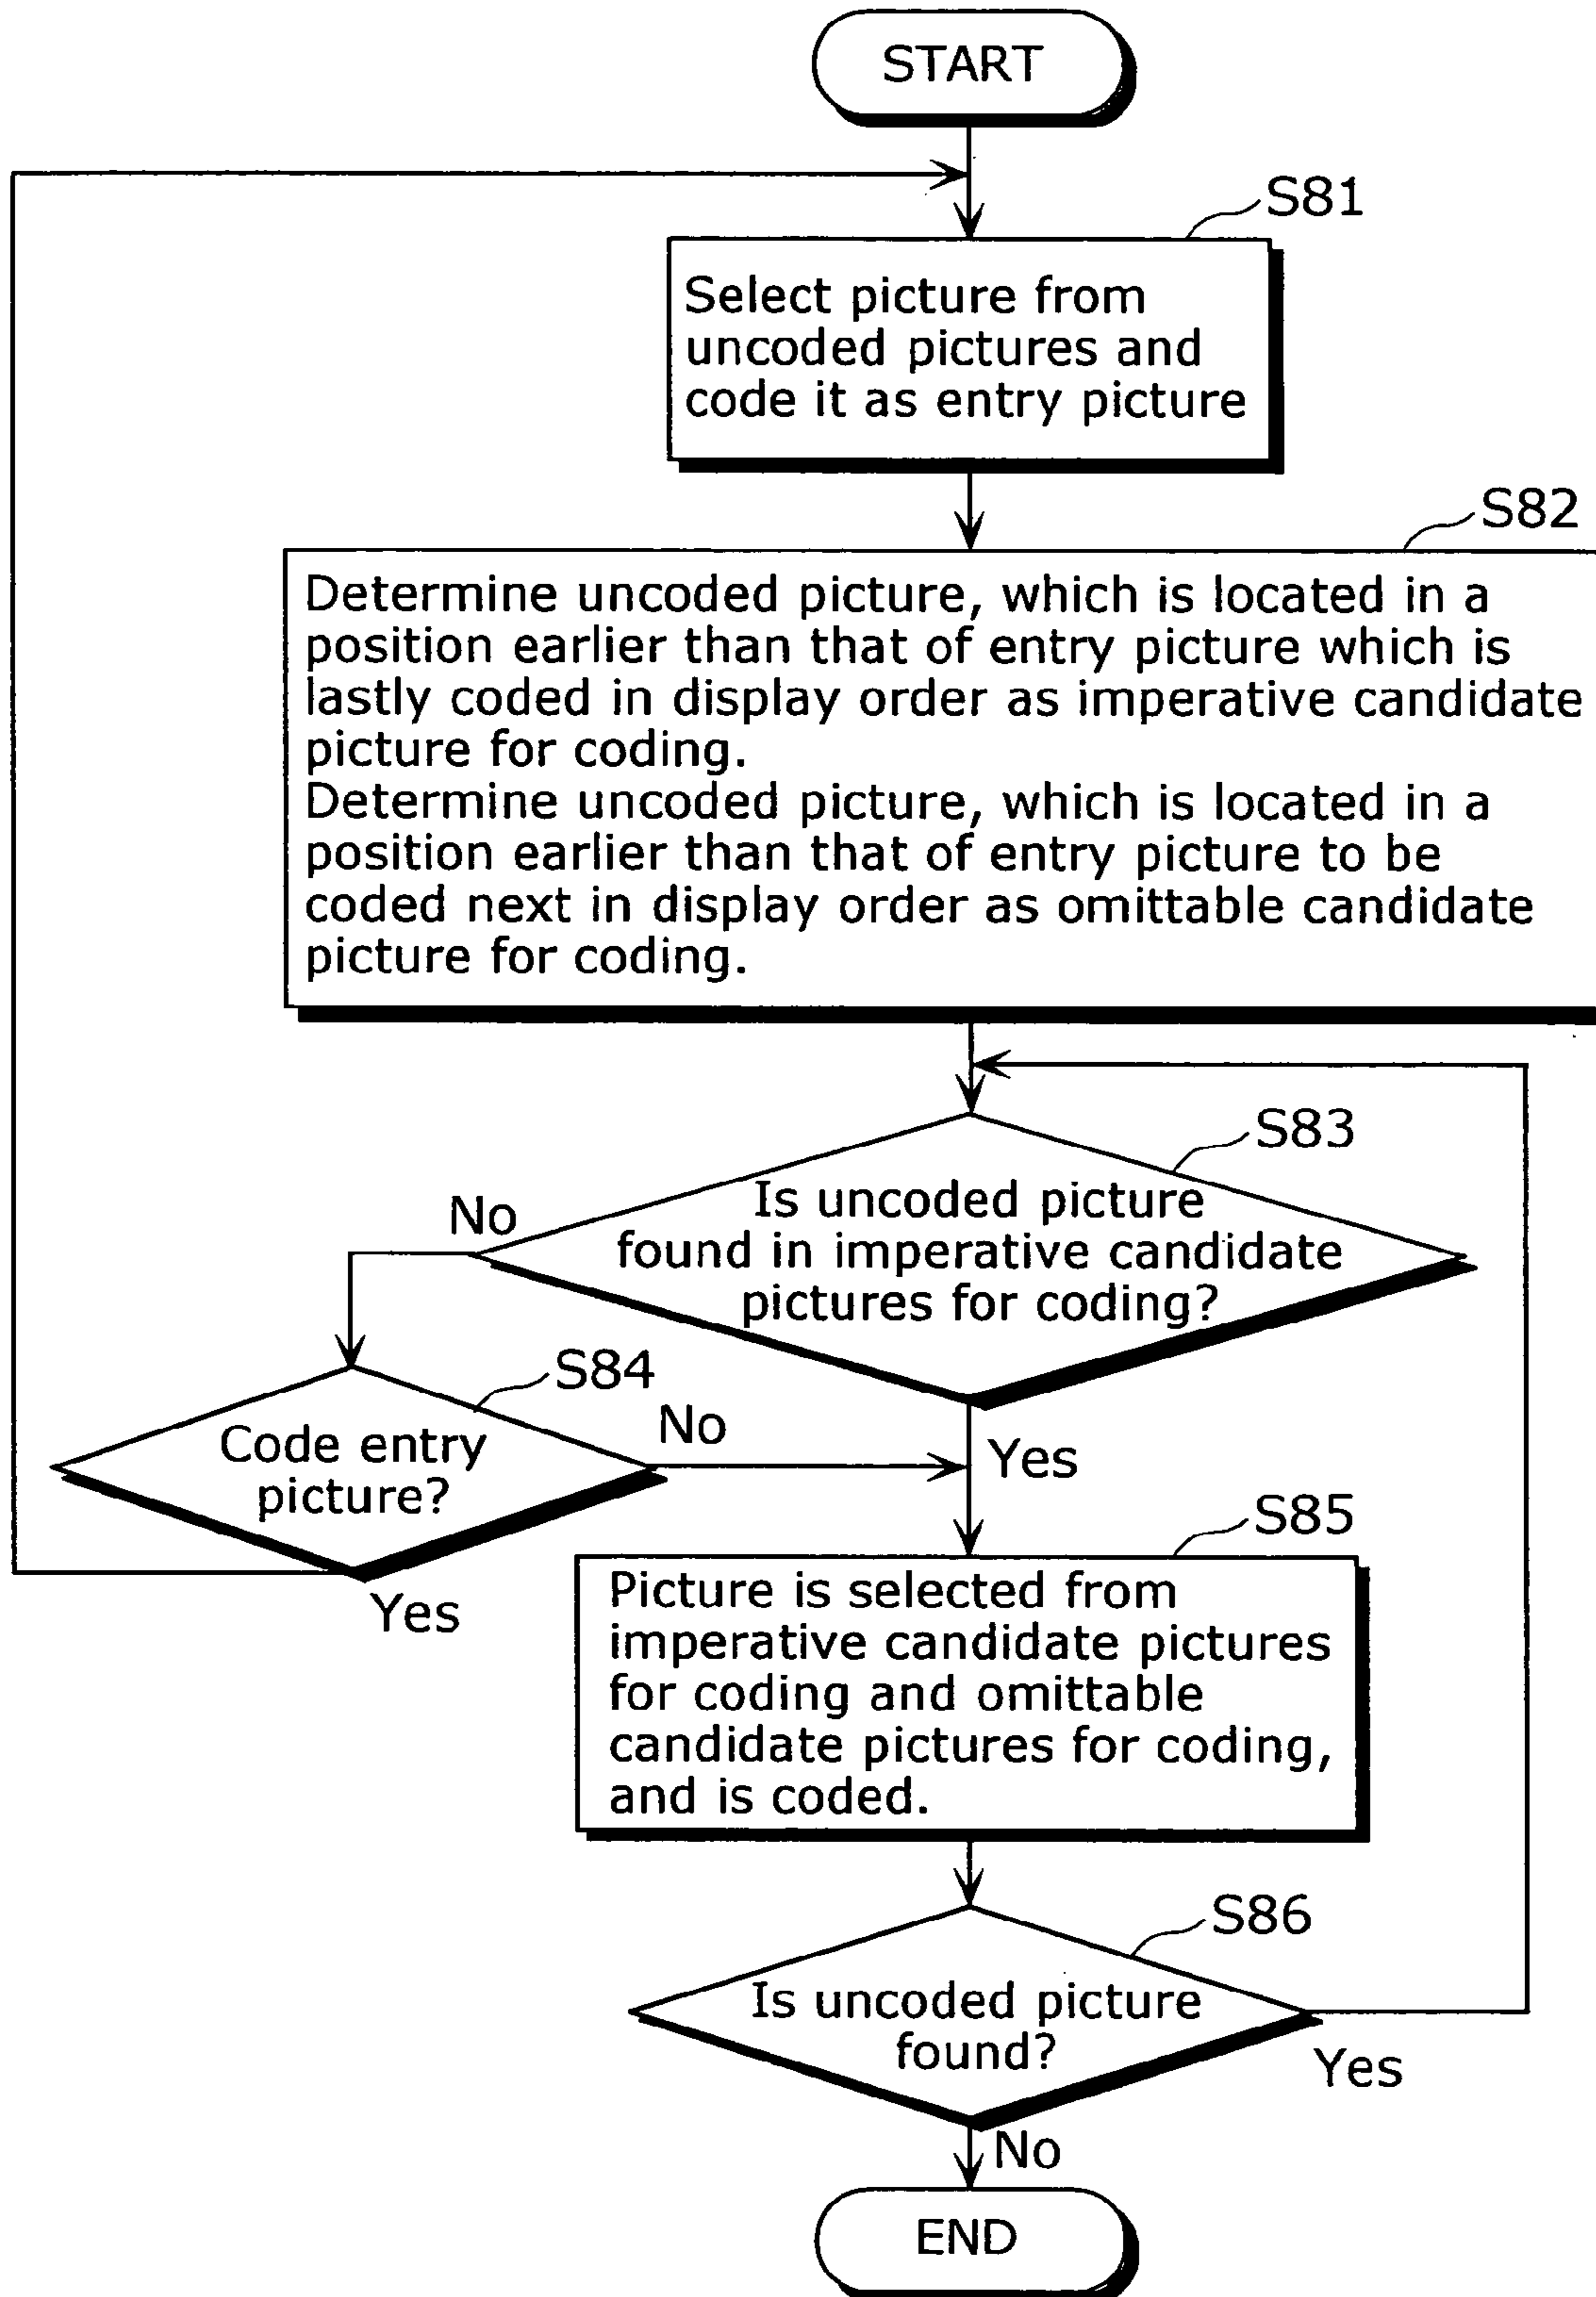 START
S81
Select picture from
uncoded pictures and
code it as entry picture
S82
Determine uncoded picture, which is located in a
position earlier than that of entry picture which is
lastly coded in display order as imperative candidate
picture for coding.
Determine uncoded picture, which is located in a
position earlier than that of entry picture to be
coded next in display order as omittable candidate
picture for coding.
S83
Is uncoded picture
found in imperative candidate
pictures for coding?
No
S84
Code entry
picture?
No
Yes
Yes
S85
Picture is selected from
imperative candidate pictures
for coding and omittable
candidate pictures for coding,
and is coded.
S86
Is uncoded picture
found?
Yes
No
END